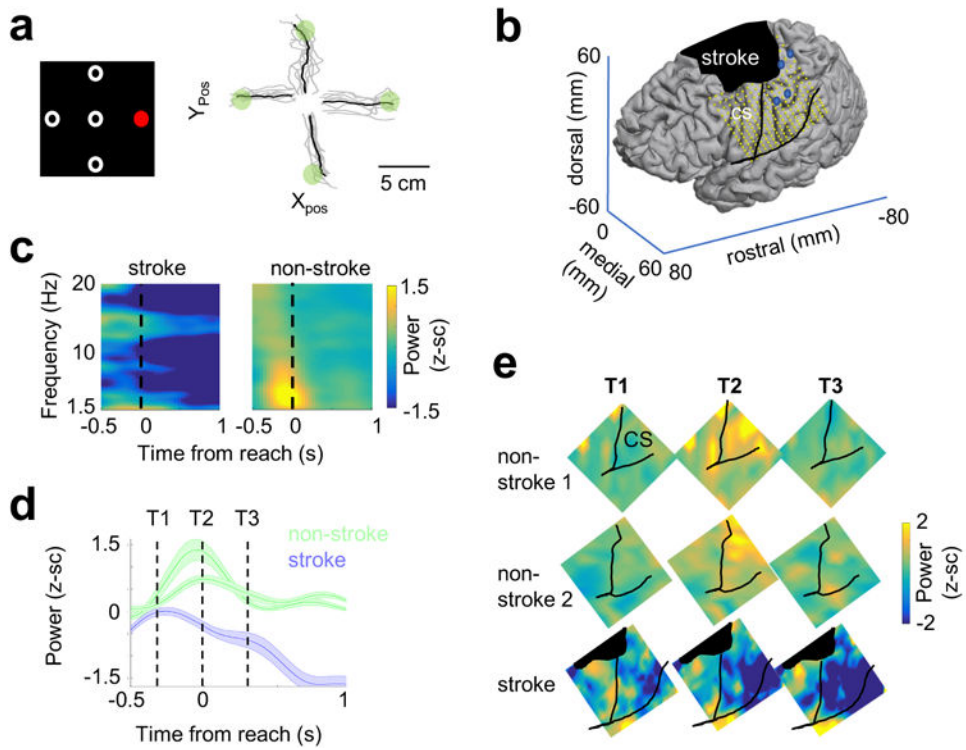 a
Y Pos
X pos
5 cm
b
60
dorsal (mm)
-60
0
medial
(mm)
60
80
rostral (mm)
-80
stroke
cs
c
stroke
non-stroke
Frequency (Hz)
20
10
1.5
-0.5
0
1
-0.5
0
1
Time from reach (s)
1.5
-1.5
Power
(z-sc)
d
T1
T2
T3
non-stroke
stroke
Power (z-sc)
1.5
0
-1.5
-0.5
0
1
Time from reach (s)
e
T1
T2
T3
CS
non-
stroke 1
non-
stroke 2
stroke
2
-2
Power
(z-sc)